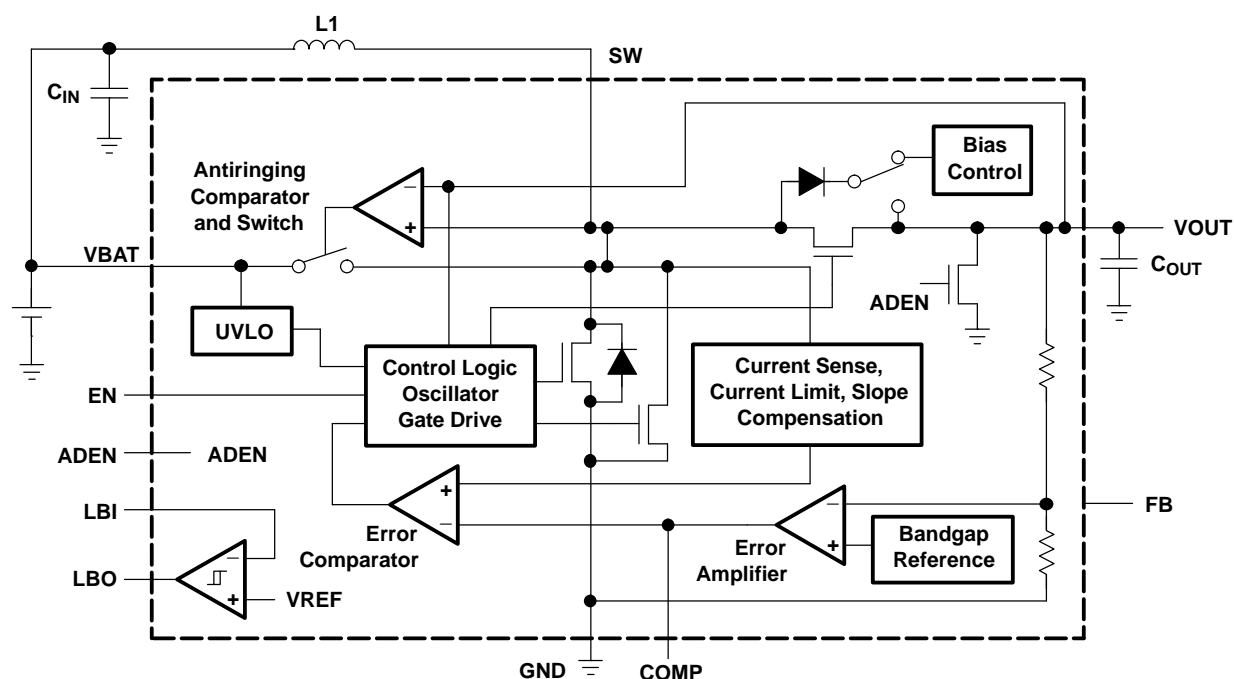 L1
SW
CIN
Antiringing
Comparator
and Switch
Bias
Control
VBAT
VOUT
COUT
ADEN
UVLO
Control Logic
Oscillator
Gate Drive
Current Sense,
Current Limit, Slope
Compensation
EN
ADEN
ADEN
LBI
FB
Error
Comparator
Error
Amplifier
Bandgap
Reference
LBO
VREF
GND
COMP